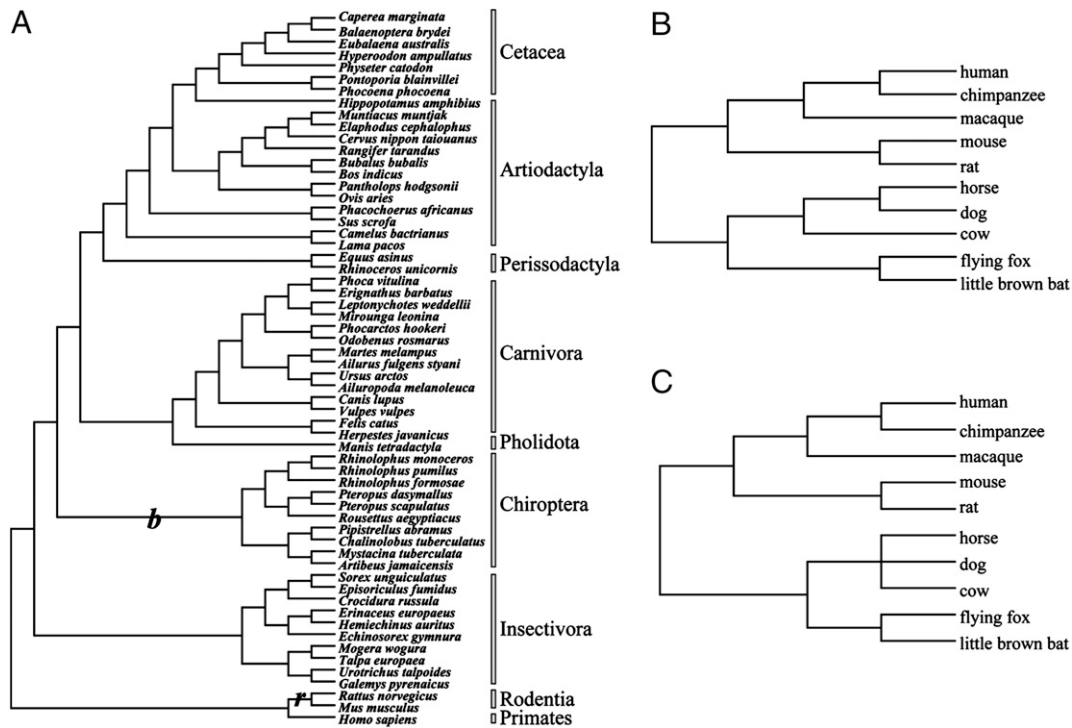 A
Caperea marginata
Balaenoptera brydei
Eubalaena australis
Hyperoodon ampullatus
Physeter catodon
Pontoporia blainvillei
Phocoena phocoena
Cetacea
Hippopotamus amphibius
Muntiacus muntjak
Elaphodus cephalophus
Cervus nippon taiouanus
Rangifer tarandus
Bubalus bubalis
Bos indicus
Pantholops hodgsonii
Ovis aries
Phacochoerus africanus
Sus scrofa
Camelus bactrianus
Lama pacos
Artiodactyla
Equus asinus
Rhinoceros unicornis
Perissodactyla
Phoca vitulina
Erignathus barbatus
Leptonychotes weddellii
Mirounga leonina
Phocarctos hookeri
Odobenus rosmarus
Martes melampus
Ailurus fulgens styani
Ursus arctos
Ailuropoda melanoleuca
Canis lupus
Vulpes vulpes
Felis catus
Herpestes javanicus
Carnivora
Manis tetradactyla
Pholidota
Rhinolophus monoceros
Rhinolophus pumilus
Rhinolophus formosae
Pteropus dasymallus
Pteropus scapulatus
Rousettus aegyptiacus
Pipistrellus abramus
Chalinolobus tuberculatus
Mystacina tuberculata
Artibeus jamaicensis
Chiroptera
b
Sorex unguiculatus
Episoriculus fumidus
Crocidura russula
Erinaceus europaeus
Hemiechinus auritus
Echinosorex gymnura
Mogera wogura
Talpa europaea
Urotrichus talpoides
Galemys pyrenaicus
Insectivora
r
Rattus norvegicus
Mus musculus
Rodentia
Homo sapiens
Primates
B
human
chimpanzee
macaque
mouse
rat
horse
dog
cow
flying fox
little brown bat
C
human
chimpanzee
macaque
mouse
rat
horse
dog
cow
flying fox
little brown bat